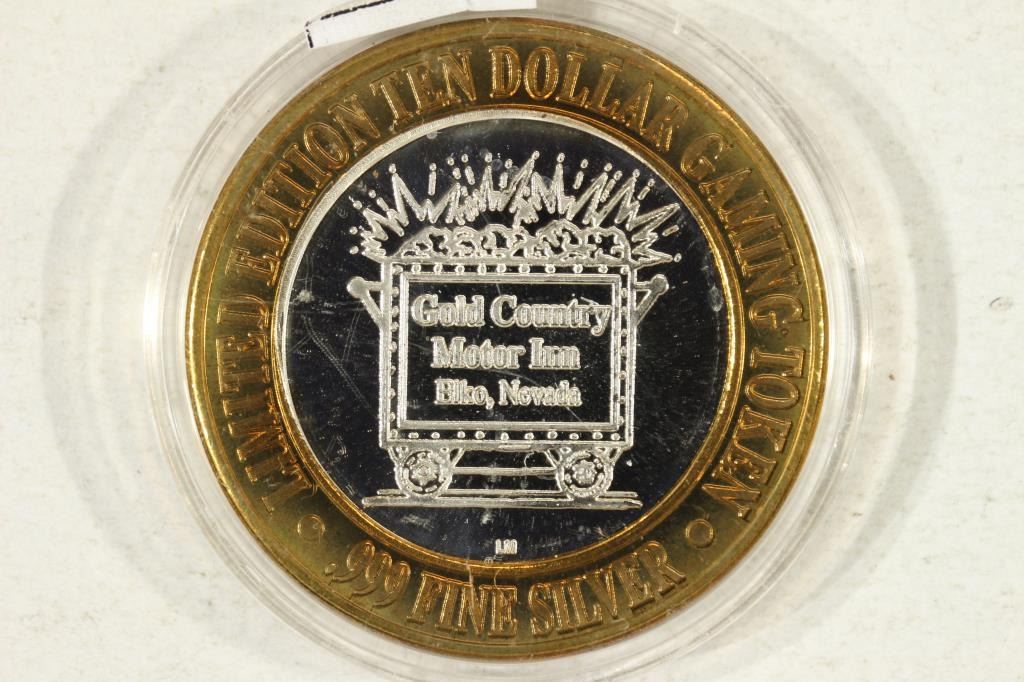 LIMITED EDITION TEN DOLLAR GAMING TOKEN
Gold Country
Motor Inn
Elko, Nevada
LM
.999 FINE SILVER